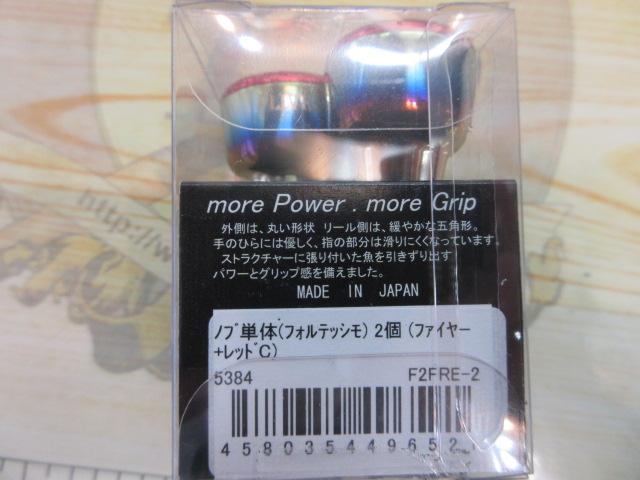 more Power . more Grip
外側は、丸い形状 リール側は、緩やかな五角形。
手のひらには優しく、指の部分は滑りにくくなっています。
ストラクチャーに張り付いた魚を引きずり出す
パワーとグリップ感を備えました。
MADE IN JAPAN
ﾉﾌﾞ単体(フォルテッシモ) 2個 (ファイヤー
+レッドﾞC)
5384 F2FRE-2
4580354449652
http://w